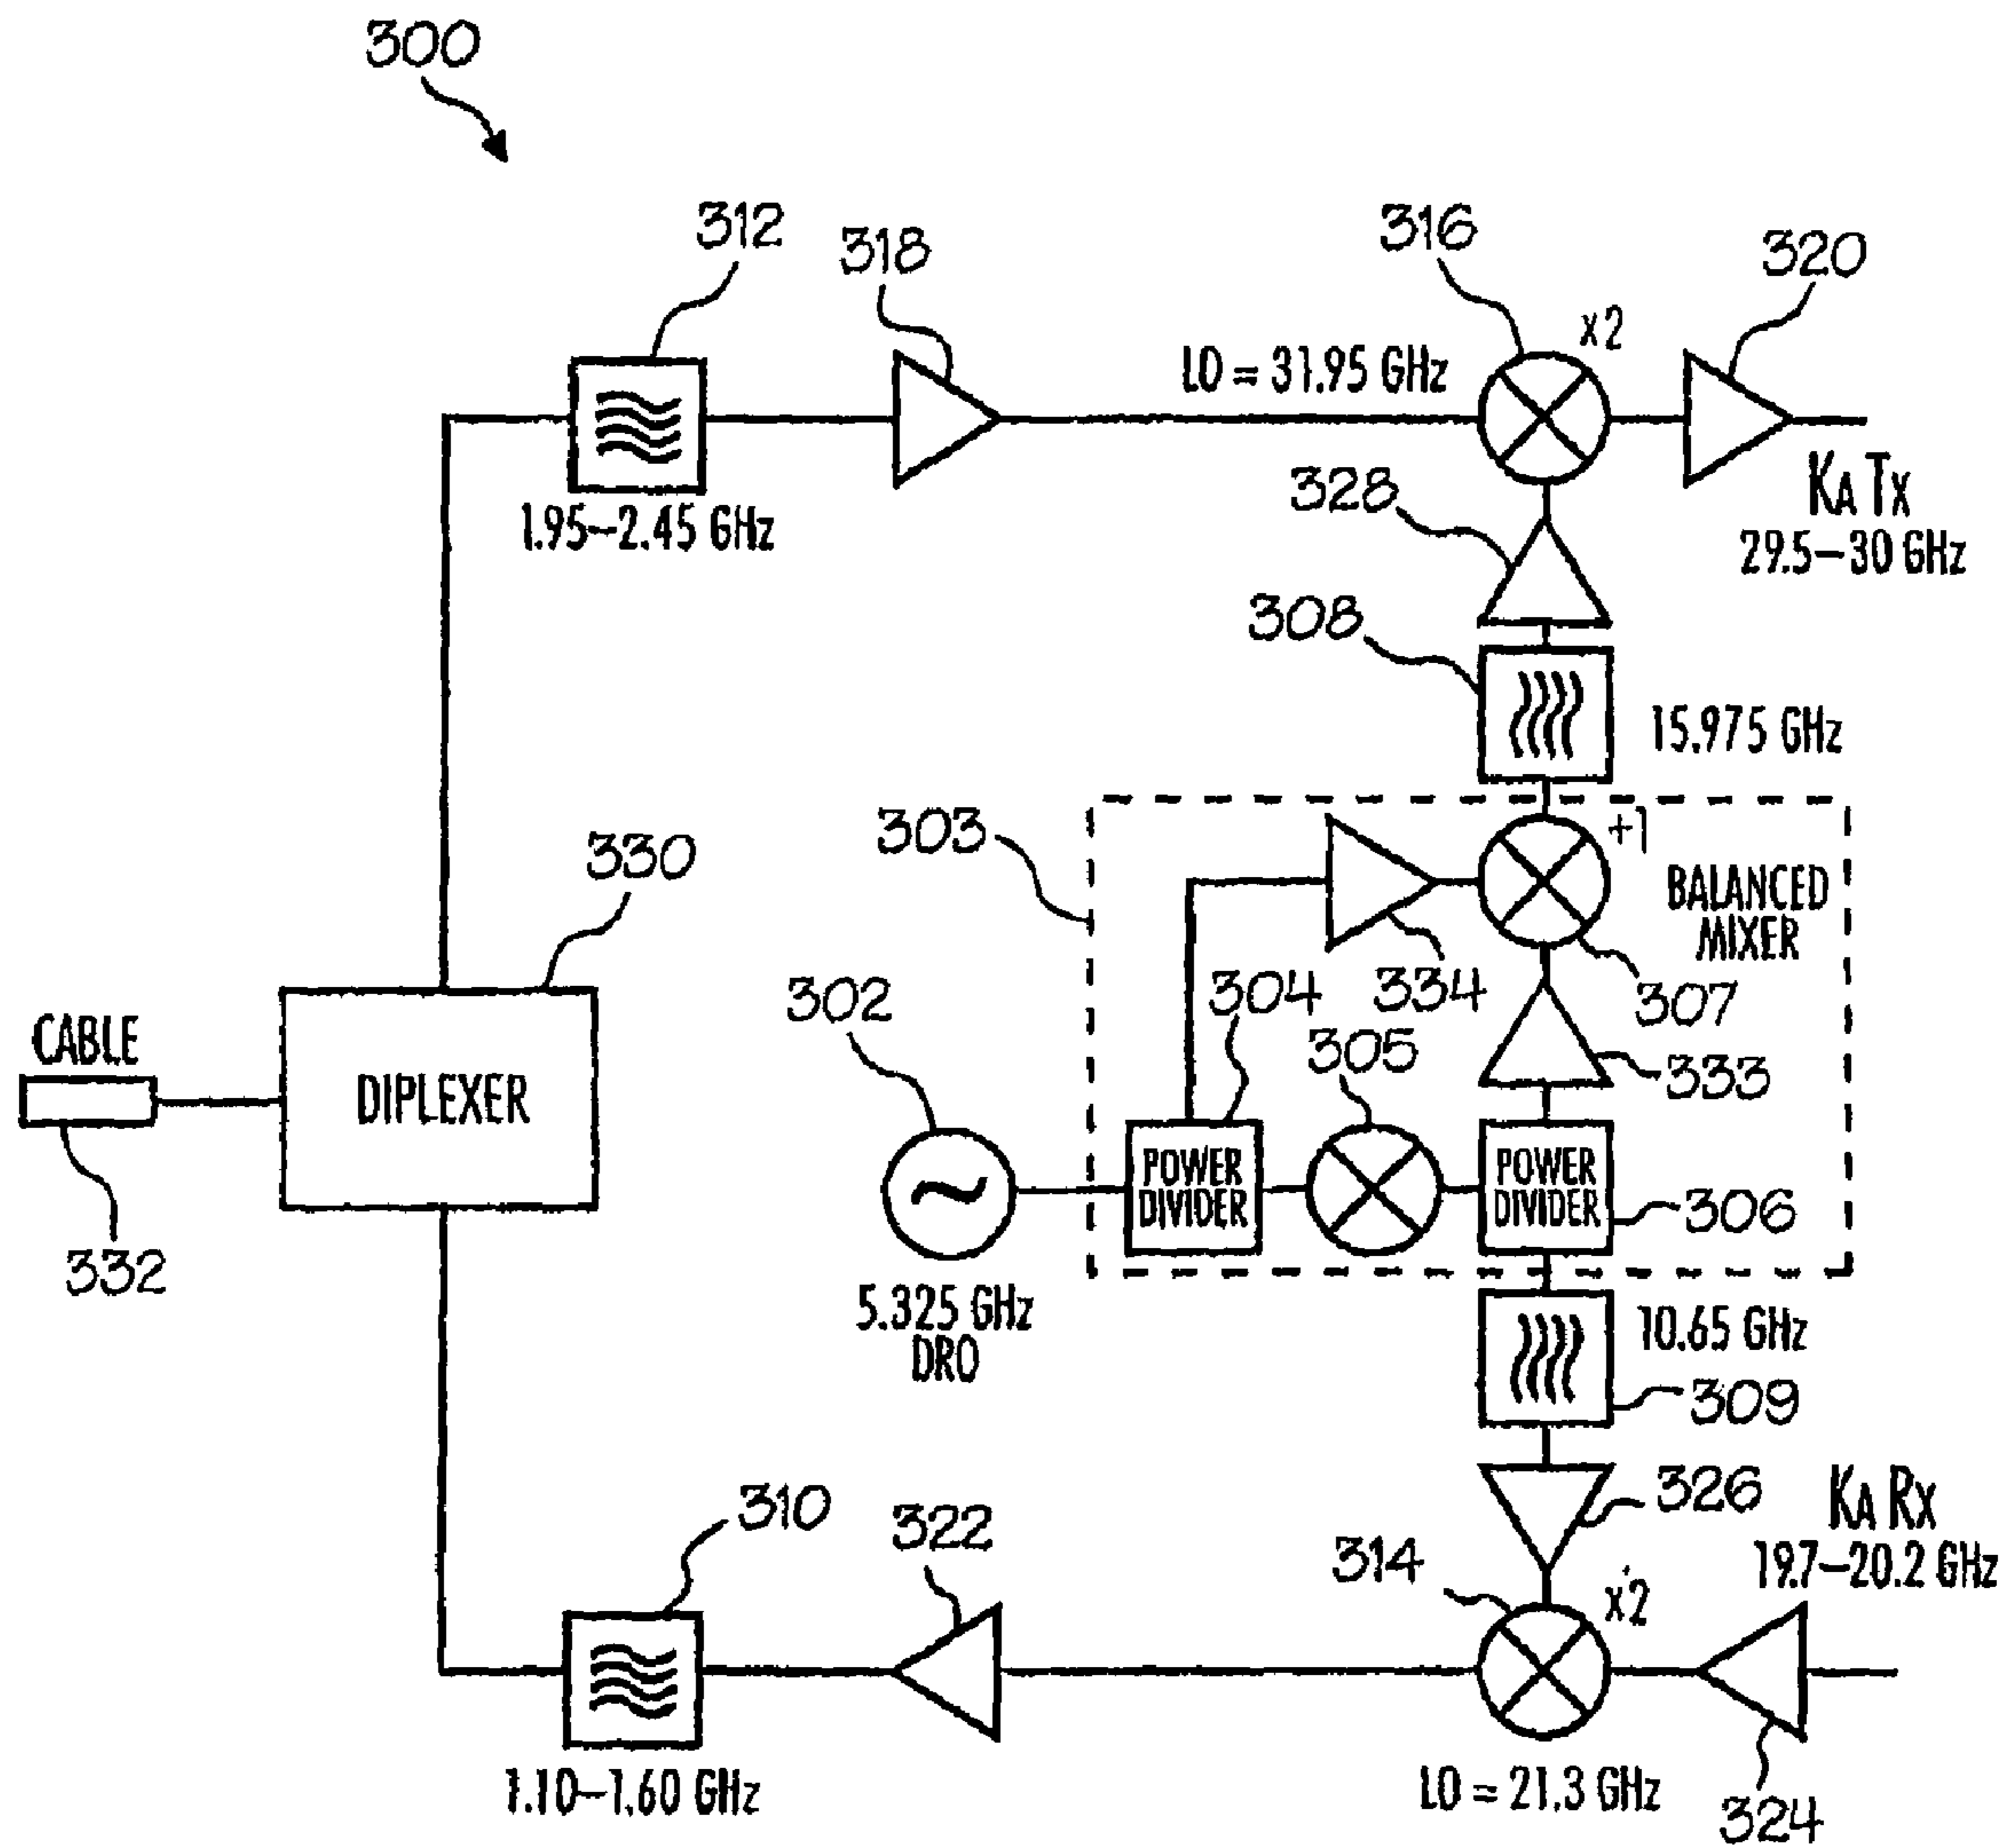 300
312
318
316
320
x2
LO = 31.95 GHz
KA TX
29.5–30 GHz
1.95–2.45 GHz
328
308
15.975 GHz
303
+1
BALANCED
MIXER
330
334
307
302
304
305
333
CABLE
DIPLEXER
POWER
DIVIDER
POWER
DIVIDER
306
332
5.325 GHz
DRO
10.65 GHz
309
326
KA RX
19.7–20.2 GHz
310
322
314
x2
1.10–1.60 GHz
LO = 21.3 GHz
324